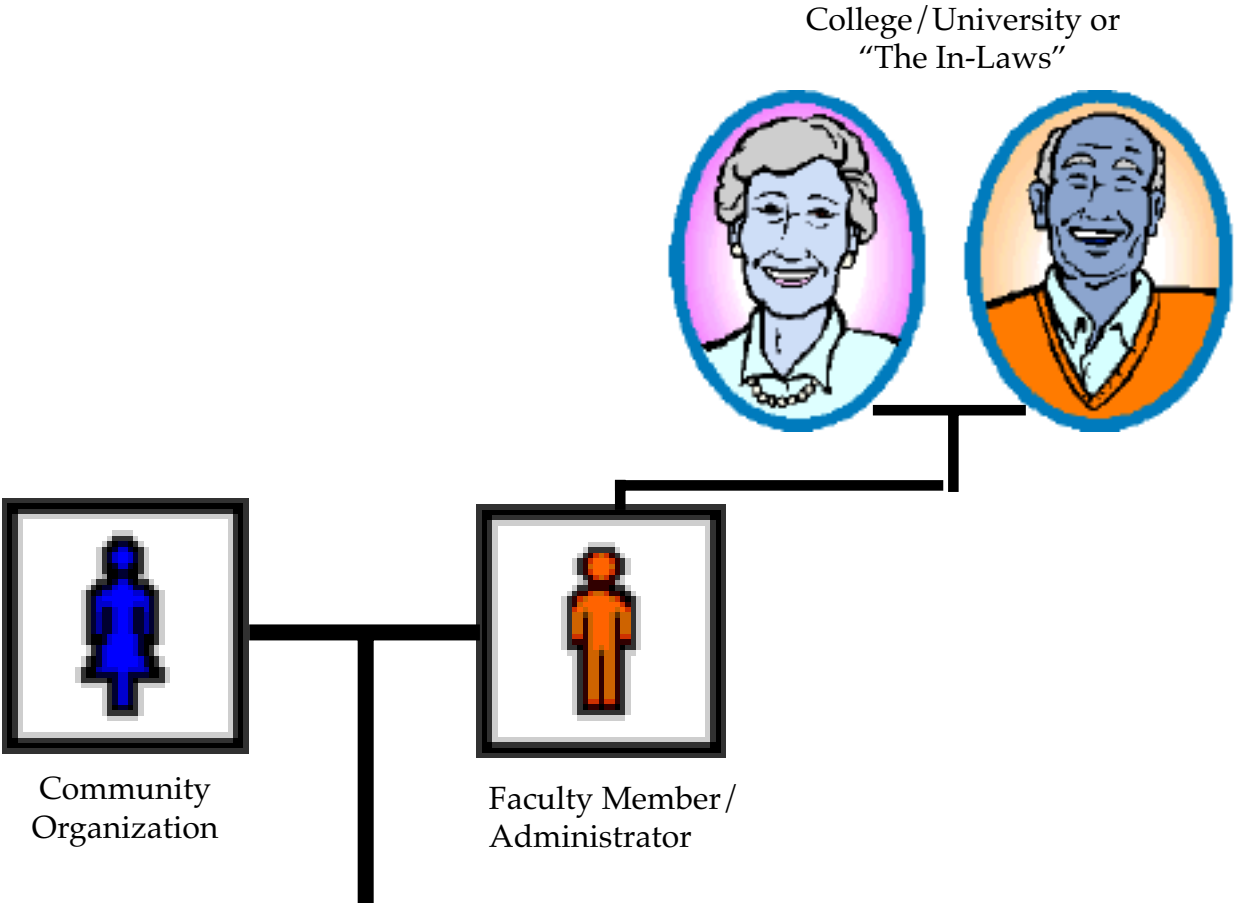 College/University or
“The In-Laws”
Community
Organization
Faculty Member/
Administrator